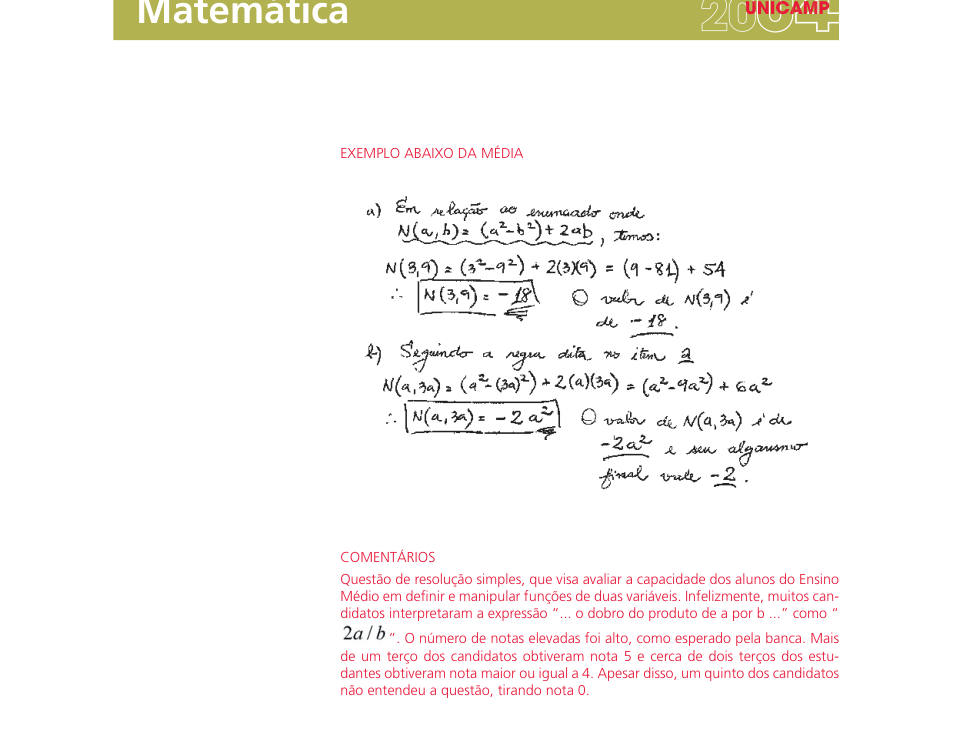 Matemática
2004
UNICAMP
EXEMPLO ABAIXO DA MÉDIA
a) Em relação ao enunciado onde
N(a,b)= (a²-b²)+ 2ab, temos:
N(3,9) = (3²-9²) + 2(3)(9) = (9-81) + 54
∴ N(3,9) = -18 O valor de N(3,9) é
de -18.
b) Seguindo a regra dita no item a
N(a,3a) = (a²-(3a)²) + 2(a)(3a) = (a²-9a²) + 6a²
∴ N(a,3a) = -2a² O valor de N(a,3a) é de
-2a² e seu algarismo
final vale -2.
COMENTÁRIOS
Questão de resolução simples, que visa avaliar a capacidade dos alunos do Ensino
Médio em definir e manipular funções de duas variáveis. Infelizmente, muitos can-
didatos interpretaram a expressão "... o dobro do produto de a por b ..." como "
2a / b ". O número de notas elevadas foi alto, como esperado pela banca. Mais
de um terço dos candidatos obtiveram nota 5 e cerca de dois terços dos estu-
dantes obtiveram nota maior ou igual a 4. Apesar disso, um quinto dos candidatos
não entendeu a questão, tirando nota 0.